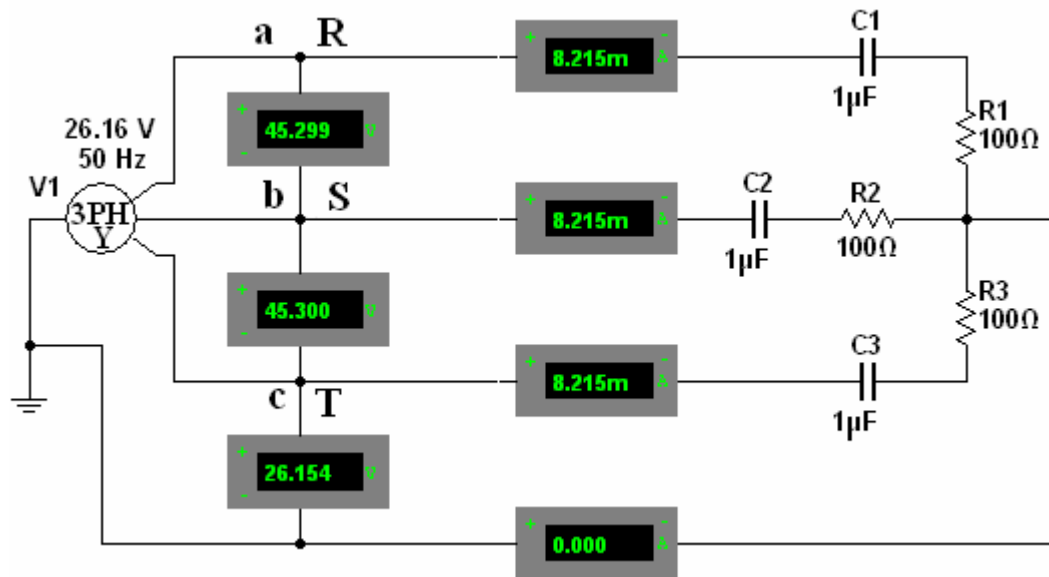 a R
+ 8.215m - A
C1
1µF
R1
100Ω
26.16 V
50 Hz
+ 45.299 V -
V1
3PH
Y
b S
+ 8.215m - A
C2
1µF
R2
100Ω
+ 45.300 V -
R3
100Ω
c T
+ 8.215m - A
C3
1µF
+ 26.154 V -
+ 0.000 - A